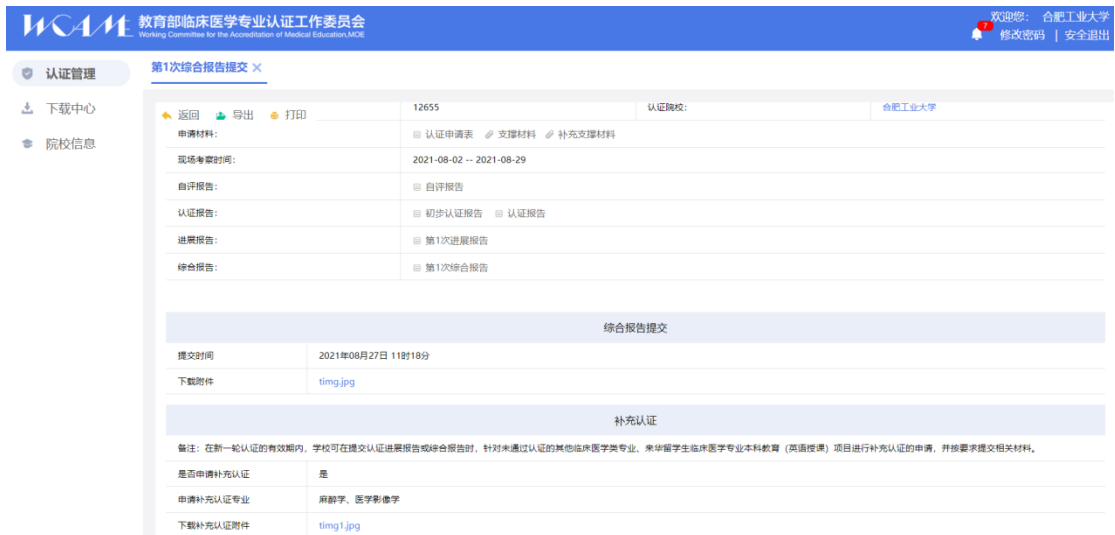 WCAME 教育部临床医学专业认证工作委员会
Working Committee for the Accreditation of Medical Education,MOE
欢迎您: 合肥工业大学
7
修改密码 | 安全退出
认证管理
下载中心
院校信息
第1次综合报告提交 ×
返回 导出 打印
12655 认证院校: 合肥工业大学
申请材料: 认证申请表 支撑材料 补充支撑材料
现场考察时间: 2021-08-02 -- 2021-08-29
自评报告: 自评报告
认证报告: 初步认证报告 认证报告
进展报告: 第1次进展报告
综合报告: 第1次综合报告
综合报告提交
提交时间 2021年08月27日 11时18分
下载附件 timg.jpg
补充认证
备注: 在新一轮认证的有效期内, 学校可在提交认证进展报告或综合报告时, 针对未通过认证的其他临床医学类专业、来华留学生临床医学专业本科教育 (英语授课) 项目进行补充认证的申请, 并按要求提交相关材料。
是否申请补充认证 是
申请补充认证专业 麻醉学、医学影像学
下载补充认证附件 timg1.jpg